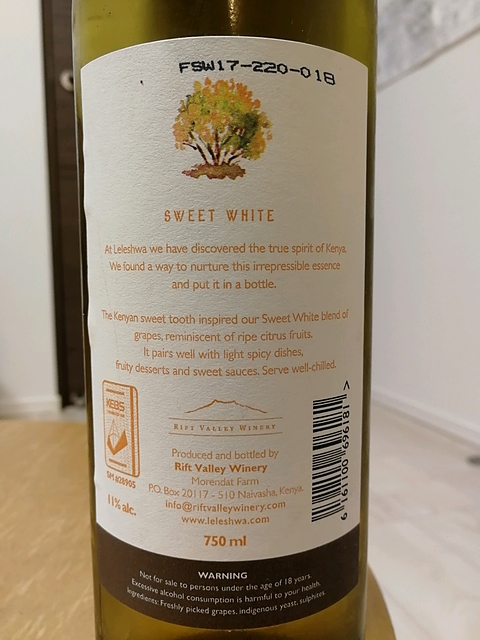 FSW17-220-018
SWEET WHITE
At Leleshwa we have discovered the true spirit of Kenya.
We found a way to nurture this irrepressible essence
and put it in a bottle.
The Kenyan sweet tooth inspired our Sweet White blend of
grapes, reminiscent of ripe citrus fruits.
It pairs well with light spicy dishes,
fruity desserts and sweet sauces. Serve well-chilled.
KEBS
RIFT VALLEY WINERY
Produced and bottled by
Rift Valley Winery
Morendat Farm
P.O. Box 20117 - 510 Naivasha, Kenya.
info@riftvalleywinery.com
www.leleshwa.com
SM #28905
11% alc.
750 ml
6 161100 696181 >
WARNING
Not for sale to persons under the age of 18 years.
Excessive alcohol consumption is harmful to your health.
Ingredients: Freshly picked grapes, indigenous yeast, sulphites.